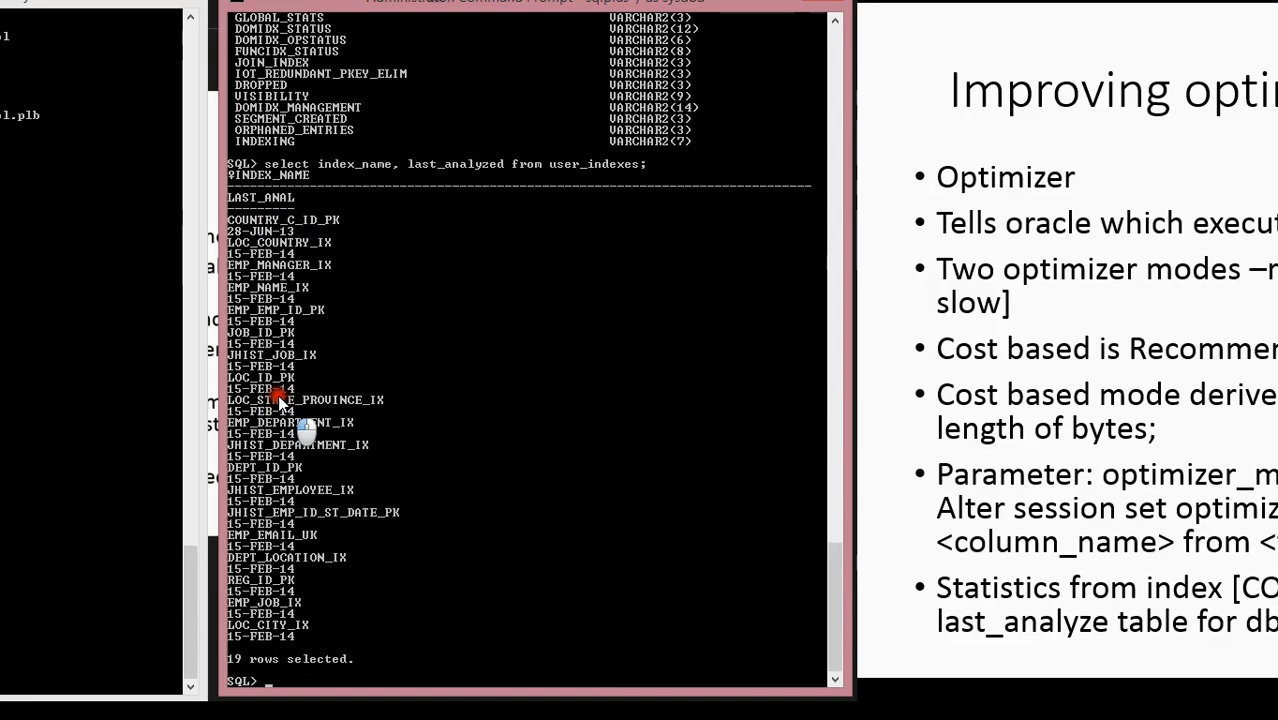 ol
ol.plb
GLOBAL_STATS VARCHAR2(3)
DOMIDX_STATUS VARCHAR2(12)
DOMIDX_OPSTATUS VARCHAR2(6)
FUNCIDX_STATUS VARCHAR2(8)
JOIN_INDEX VARCHAR2(3)
IOT_REDUNDANT_PKEY_ELIM VARCHAR2(3)
DROPPED VARCHAR2(3)
VISIBILITY VARCHAR2(9)
DOMIDX_MANAGEMENT VARCHAR2(14)
SEGMENT_CREATED VARCHAR2(3)
ORPHANED_ENTRIES VARCHAR2(3)
INDEXING VARCHAR2(7)
SQL> select index_name, last_analyzed from user_indexes;
♀INDEX_NAME
LAST_ANAL
COUNTRY_C_ID_PK
28-JUN-13
LOC_COUNTRY_IX
15-FEB-14
EMP_MANAGER_IX
15-FEB-14
EMP_NAME_IX
15-FEB-14
EMP_EMP_ID_PK
15-FEB-14
JOB_ID_PK
15-FEB-14
JHIST_JOB_IX
15-FEB-14
LOC_ID_PK
15-FEB-14
LOC_STATE_PROVINCE_IX
15-FEB-14
EMP_DEPARTMENT_IX
15-FEB-14
JHIST_DEPARTMENT_IX
15-FEB-14
DEPT_ID_PK
15-FEB-14
JHIST_EMPLOYEE_IX
15-FEB-14
JHIST_EMP_ID_ST_DATE_PK
15-FEB-14
EMP_EMAIL_UK
15-FEB-14
DEPT_LOCATION_IX
15-FEB-14
REG_ID_PK
15-FEB-14
EMP_JOB_IX
15-FEB-14
LOC_CITY_IX
15-FEB-14
19 rows selected.
SQL> _
Improving opti
• Optimizer
• Tells oracle which execut
• Two optimizer modes –r
slow]
• Cost based is Recommen
• Cost based mode derive
length of bytes;
• Parameter: optimizer_m
Alter session set optimiz
<column_name> from <
• Statistics from index [CO
last_analyze table for db